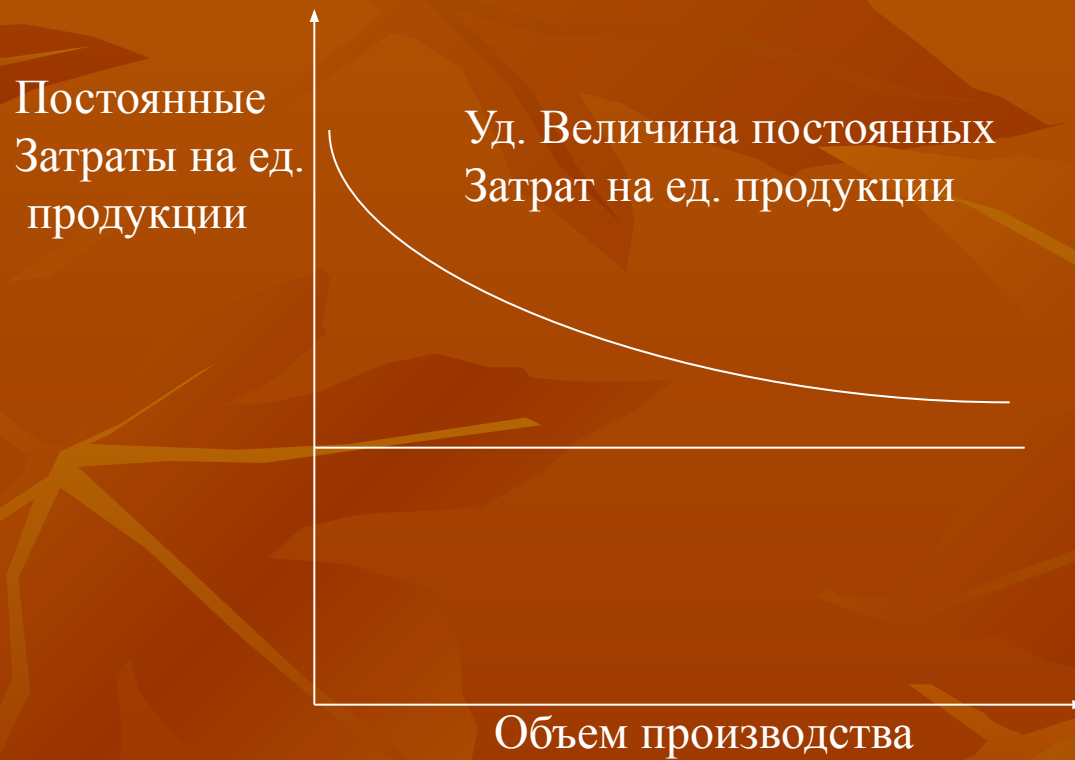 Постоянные
Затраты на ед.
продукции
Уд. Величина постоянных
Затрат на ед. продукции
Объем производства